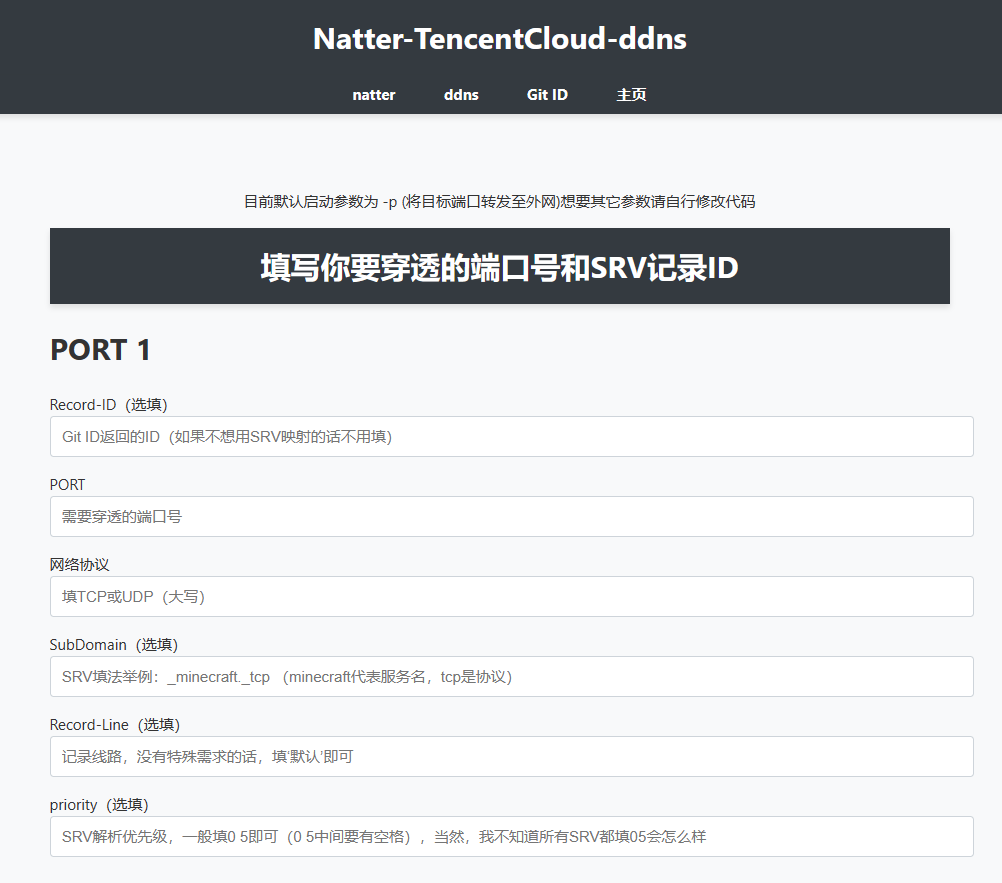 Natter-TencentCloud-ddns
natter ddns Git ID 主页
目前默认启动参数为 -p (将目标端口转发至外网)想要其它参数请自行修改代码
填写你要穿透的端口号和SRV记录ID
PORT 1
Record-ID（选填）
Git ID返回的ID（如果不想用SRV映射的话不用填）
PORT
需要穿透的端口号
网络协议
填TCP或UDP（大写）
SubDomain（选填）
SRV填法举例：_minecraft._tcp （minecraft代表服务名，tcp是协议）
Record-Line（选填）
记录线路，没有特殊需求的话，填'默认'即可
priority（选填）
SRV解析优先级，一般填0 5即可（0 5中间要有空格），当然，我不知道所有SRV都填05会怎么样